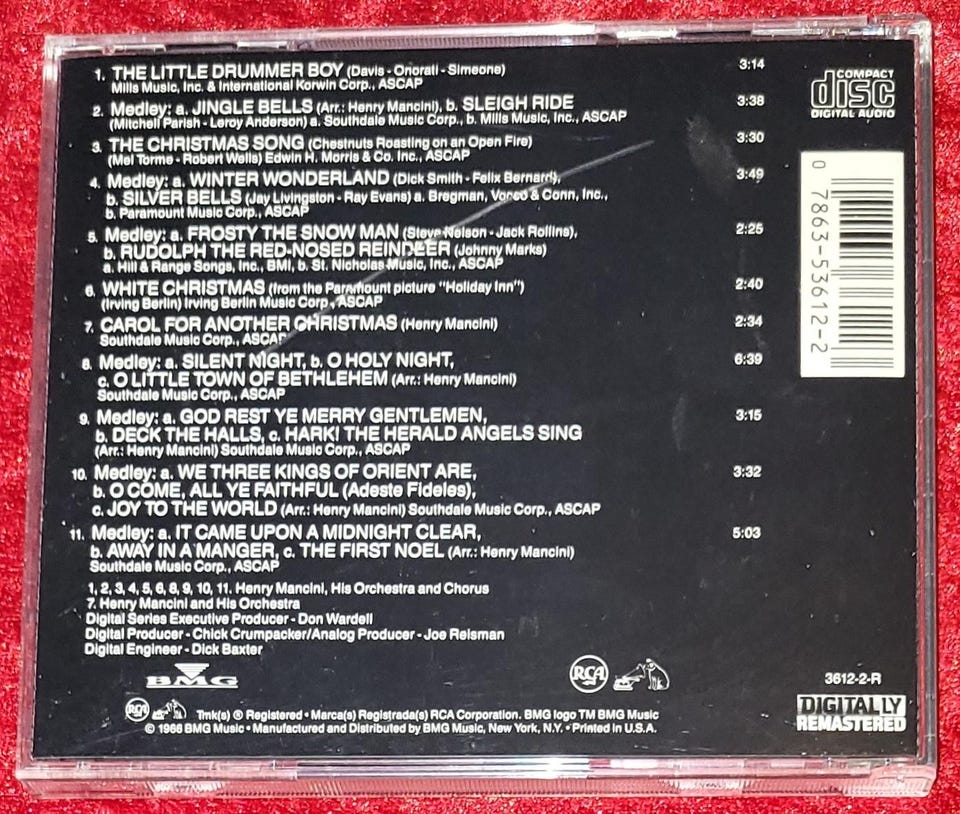 1. THE LITTLE DRUMMER BOY (Davis - Onorati - Simeone) 3:14
Mills Music, Inc. & International Korwin Corp., ASCAP
2. Medley: a. JINGLE BELLS (Arr.: Henry Mancini), b. SLEIGH RIDE 3:38
(Mitchell Parish - Leroy Anderson) a. Southdale Music Corp., b. Mills Music, Inc., ASCAP
3. THE CHRISTMAS SONG (Chestnuts Roasting on an Open Fire) 3:30
(Mel Torme - Robert Wells) Edwin H. Morris & Co. Inc., ASCAP
4. Medley: a. WINTER WONDERLAND (Dick Smith - Felix Bernard), 3:49
b. SILVER BELLS (Jay Livingston - Ray Evans) a. Bregman, Vocco & Conn, Inc.,
b. Paramount Music Corp., ASCAP
5. Medley: a. FROSTY THE SNOW MAN (Steve Nelson - Jack Rollins), 2:25
b. RUDOLPH THE RED-NOSED REINDEER (Johnny Marks)
a. Hill & Range Songs, Inc., BMI, b. St. Nicholas Music, Inc., ASCAP
6. WHITE CHRISTMAS (from the Paramount picture "Holiday Inn") 2:40
(Irving Berlin) Irving Berlin Music Corp., ASCAP
7. CAROL FOR ANOTHER CHRISTMAS (Henry Mancini) 2:34
Southdale Music Corp., ASCAP
8. Medley: a. SILENT NIGHT, b. O HOLY NIGHT, 6:39
c. O LITTLE TOWN OF BETHLEHEM (Arr.: Henry Mancini)
Southdale Music Corp., ASCAP
9. Medley: a. GOD REST YE MERRY GENTLEMEN, 3:15
b. DECK THE HALLS, c. HARK! THE HERALD ANGELS SING
(Arr.: Henry Mancini) Southdale Music Corp., ASCAP
10. Medley: a. WE THREE KINGS OF ORIENT ARE, 3:32
b. O COME, ALL YE FAITHFUL (Adeste Fideles),
c. JOY TO THE WORLD (Arr.: Henry Mancini) Southdale Music Corp., ASCAP
11. Medley: a. IT CAME UPON A MIDNIGHT CLEAR, 5:03
b. AWAY IN A MANGER, c. THE FIRST NOEL (Arr.: Henry Mancini)
Southdale Music Corp., ASCAP
1, 2, 3, 4, 5, 6, 8, 9, 10, 11. Henry Mancini, His Orchestra and Chorus
7. Henry Mancini and His Orchestra
Digital Series Executive Producer - Don Wardell
Digital Producer - Chick Crumpacker/Analog Producer - Joe Reisman
Digital Engineer - Dick Baxter
BMG
RCA
RCA
Tmk(s) ® Registered • Marca(s) Registrada(s) RCA Corporation. BMG logo TM BMG Music
© 1966 BMG Music • Manufactured and Distributed by BMG Music, New York, N.Y. • Printed in U.S.A.
COMPACT
disc
DIGITAL AUDIO
0 7863-53612-2
3612-2-R
DIGITALLY
REMASTERED